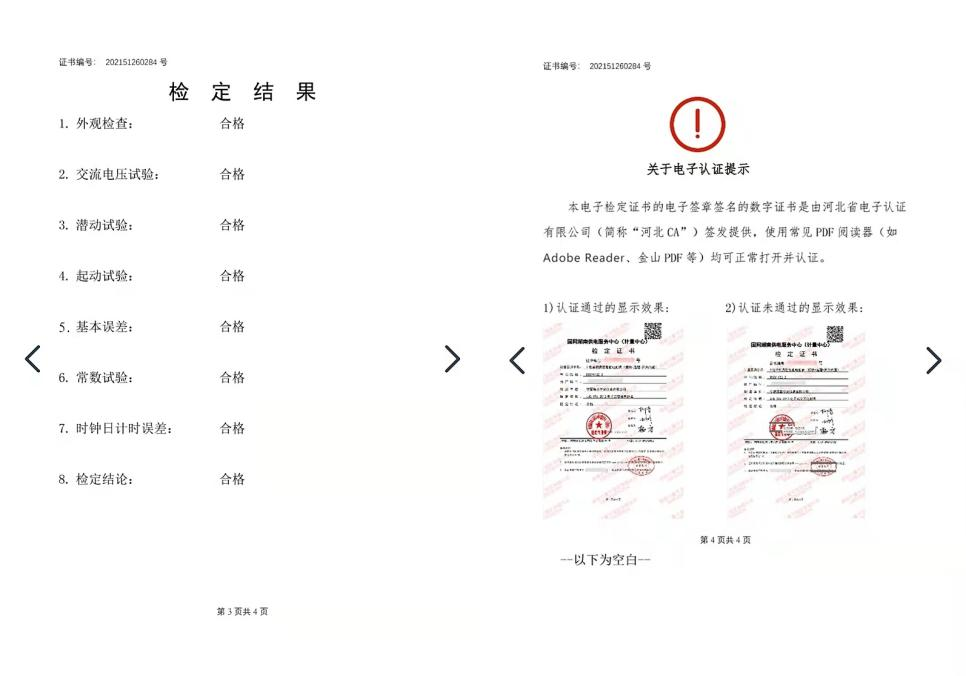 证书编号： 202151260284 号
检 定 结 果
1. 外观检查： 合格
2. 交流电压试验： 合格
3. 潜动试验： 合格
4. 起动试验： 合格
5. 基本误差： 合格
6. 常数试验： 合格
7. 时钟日计时误差： 合格
8. 检定结论： 合格
第 3 页共 4 页
证书编号： 202151260284 号
关于电子认证提示
本电子检定证书的电子签章签名的数字证书是由河北省电子认证
有限公司（简称“河北 CA”）签发提供，使用常见 PDF 阅读器（如
Adobe Reader、金山 PDF 等）均可正常打开并认证。
1)认证通过的显示效果： 2)认证未通过的显示效果：
国网湖南供电服务中心（计量中心）
检 定 证 书
国网湖南供电服务中心（计量中心）
检 定 证 书
第 4 页共 4 页
--以下为空白--